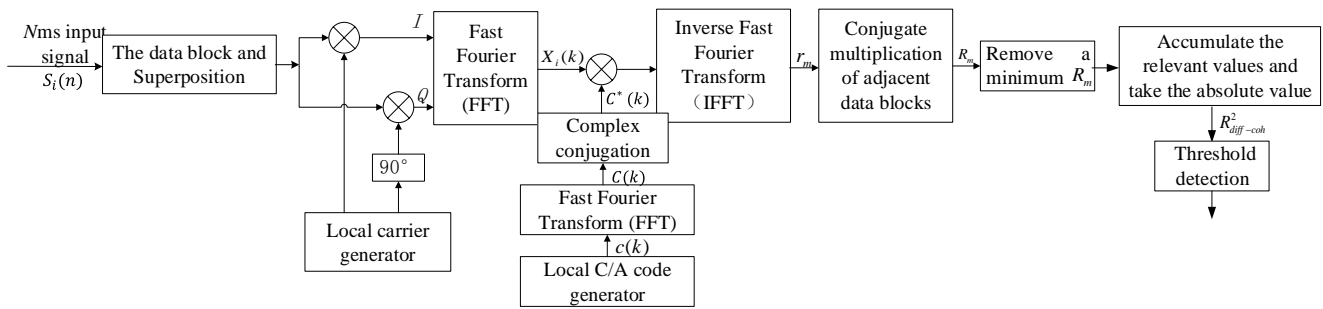 Nms input
signal
S_i(n)
The data block and
Superposition
I
Q
90°
Local carrier
generator
Fast
Fourier
Transform
(FFT)
X_i(k)
C*(k)
Complex
conjugation
C(k)
Fast Fourier
Transform (FFT)
c(k)
Local C/A code
generator
Inverse Fast
Fourier
Transform
（IFFT）
r_m
Conjugate
multiplication
of adjacent
data blocks
R_m
Remove a
minimum R_m
Accumulate the
relevant values and
take the absolute value
R²_{diff-coh}
Threshold
detection